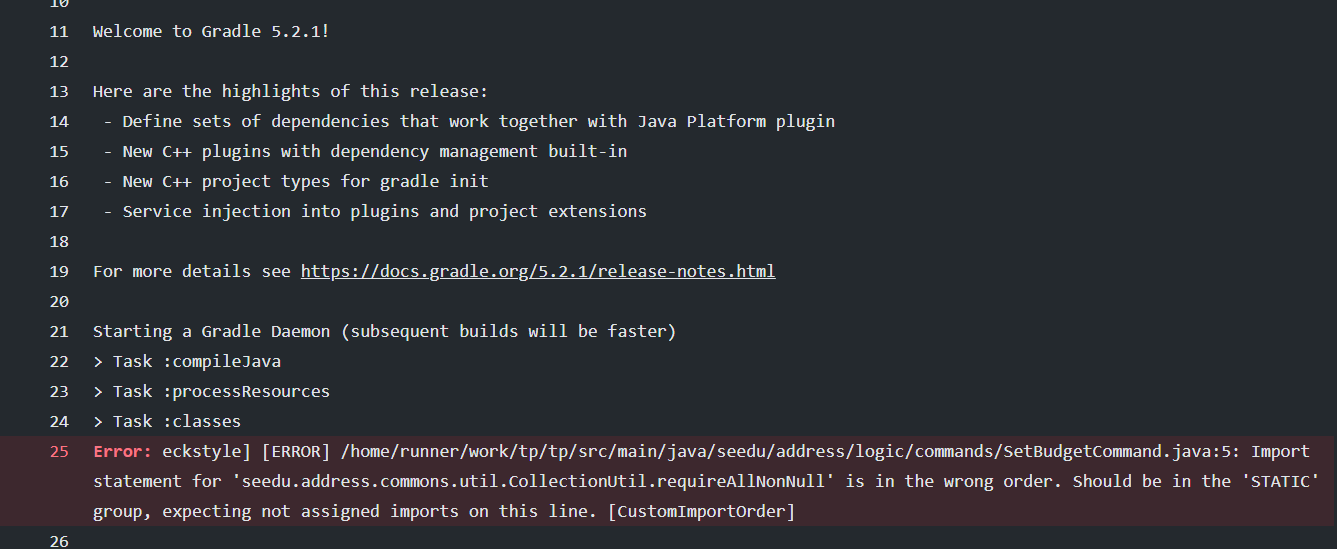 10
11 Welcome to Gradle 5.2.1!
12
13 Here are the highlights of this release:
14 - Define sets of dependencies that work together with Java Platform plugin
15 - New C++ plugins with dependency management built-in
16 - New C++ project types for gradle init
17 - Service injection into plugins and project extensions
18
19 For more details see https://docs.gradle.org/5.2.1/release-notes.html
20
21 Starting a Gradle Daemon (subsequent builds will be faster)
22 > Task :compileJava
23 > Task :processResources
24 > Task :classes
25 Error: eckstyle] [ERROR] /home/runner/work/tp/tp/src/main/java/seedu/address/logic/commands/SetBudgetCommand.java:5: Import
statement for 'seedu.address.commons.util.CollectionUtil.requireAllNonNull' is in the wrong order. Should be in the 'STATIC'
group, expecting not assigned imports on this line. [CustomImportOrder]
26